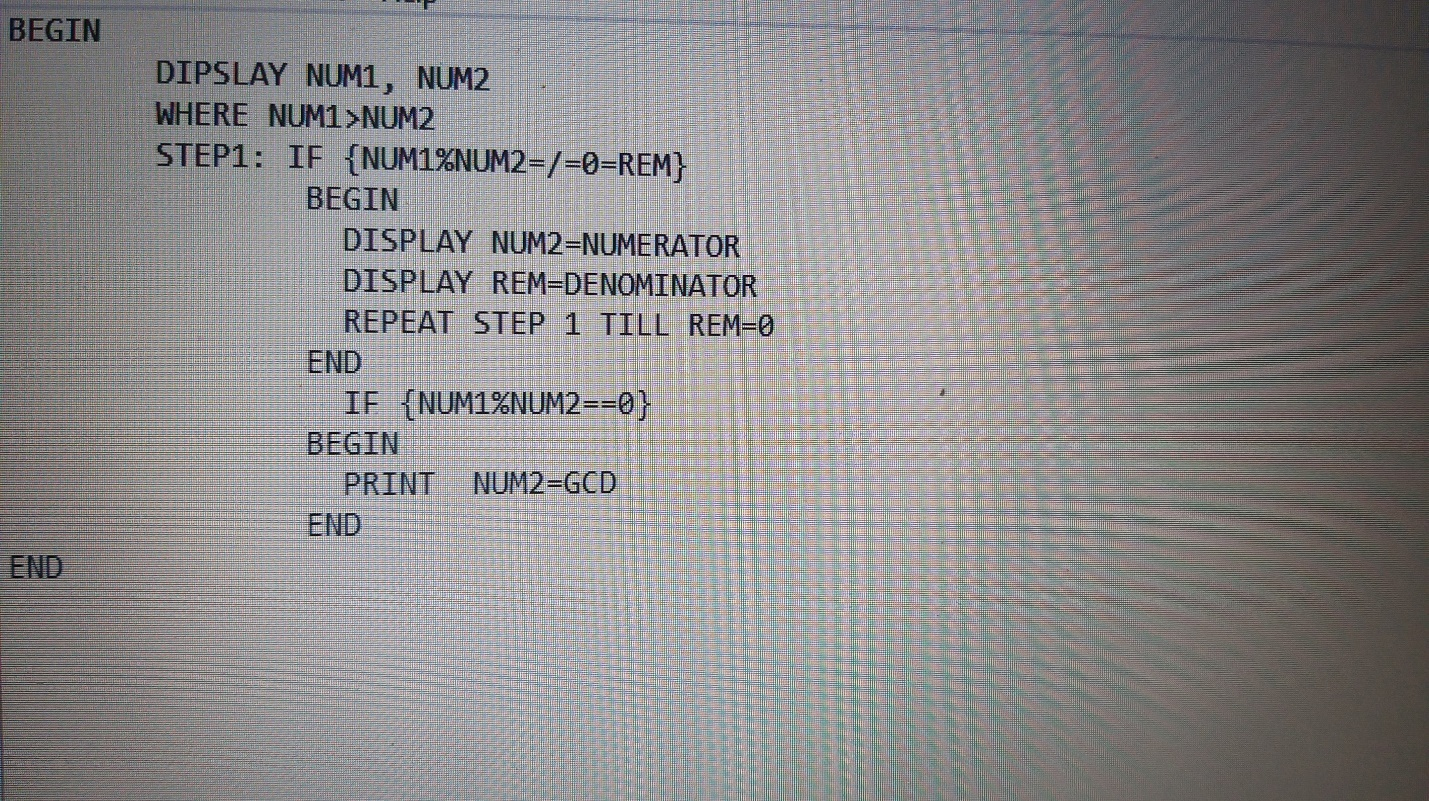 BEGIN
DIPSLAY NUM1, NUM2
WHERE NUM1>NUM2
STEP1: IF {NUM1%NUM2=/=0=REM}
BEGIN
DISPLAY NUM2=NUMERATOR
DISPLAY REM=DENOMINATOR
REPEAT STEP 1 TILL REM=0
END
IF {NUM1%NUM2==0}
BEGIN
PRINT NUM2=GCD
END
END